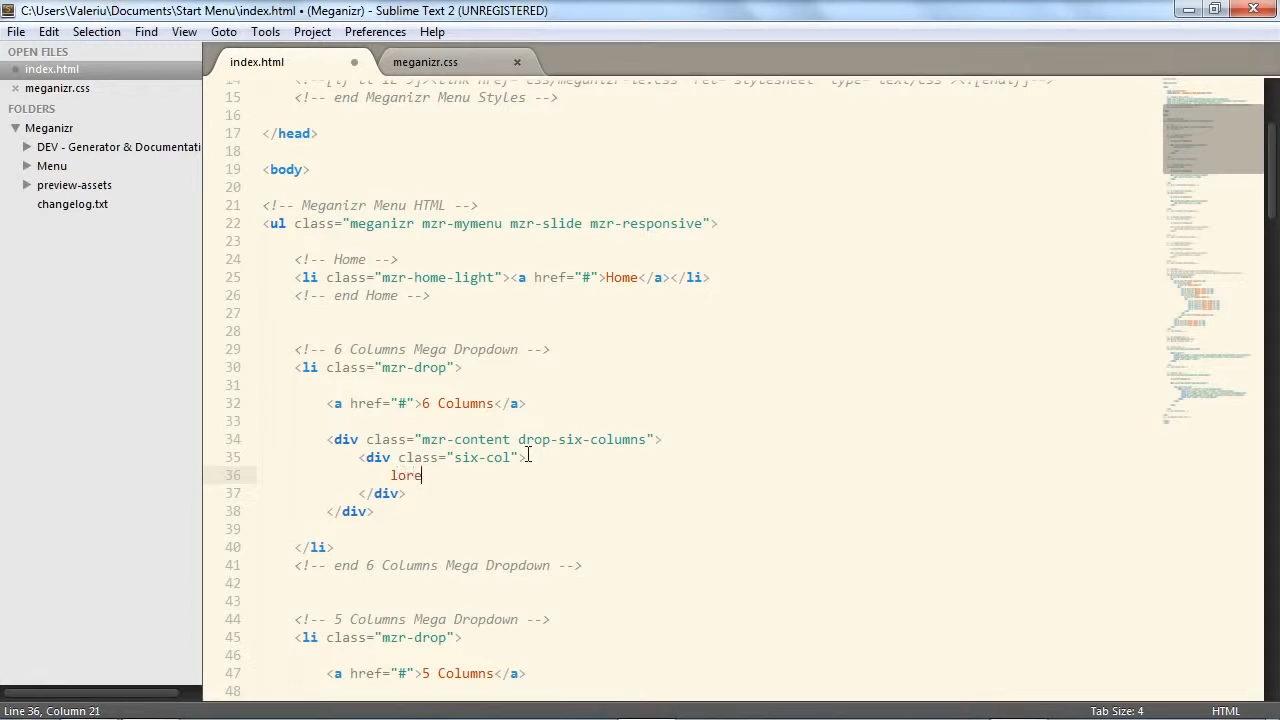 C:\Users\Valeriu\Documents\Start Menu\index.html • (Meganizr) - Sublime Text 2 (UNREGISTERED)
File Edit Selection Find View Goto Tools Project Preferences Help
OPEN FILES
index.html
meganizr.css
FOLDERS
Meganizr
preview-assets
changelog.txt
index.html
meganizr.css
15 <!-- end Meganizr Menu Styles -->
16
17 </head>
18
19 <body>
20
21 <!-- Meganizr Menu HTML --
22 <ul class="meganizr mzr-mymenu mzr-slide mzr-responsive">
23
24 <!-- Home -->
25 <li class="mzr-home-light"><a href="#">Home</a></li>
26 <!-- end Home -->
27
28
29 <!-- 6 Columns Mega Dropdown -->
30 <li class="mzr-drop">
31
32 <a href="#">6 Columns</a>
33
34 <div class="mzr-content drop-six-columns">
35 <div class="six-col">
36 lore
37 </div>
38 </div>
39
40 </li>
41 <!-- end 6 Columns Mega Dropdown -->
42
43
44 <!-- 5 Columns Mega Dropdown -->
45 <li class="mzr-drop">
46
47 <a href="#">5 Columns</a>
48
Line 36, Column 21
Tab Size: 4
HTML